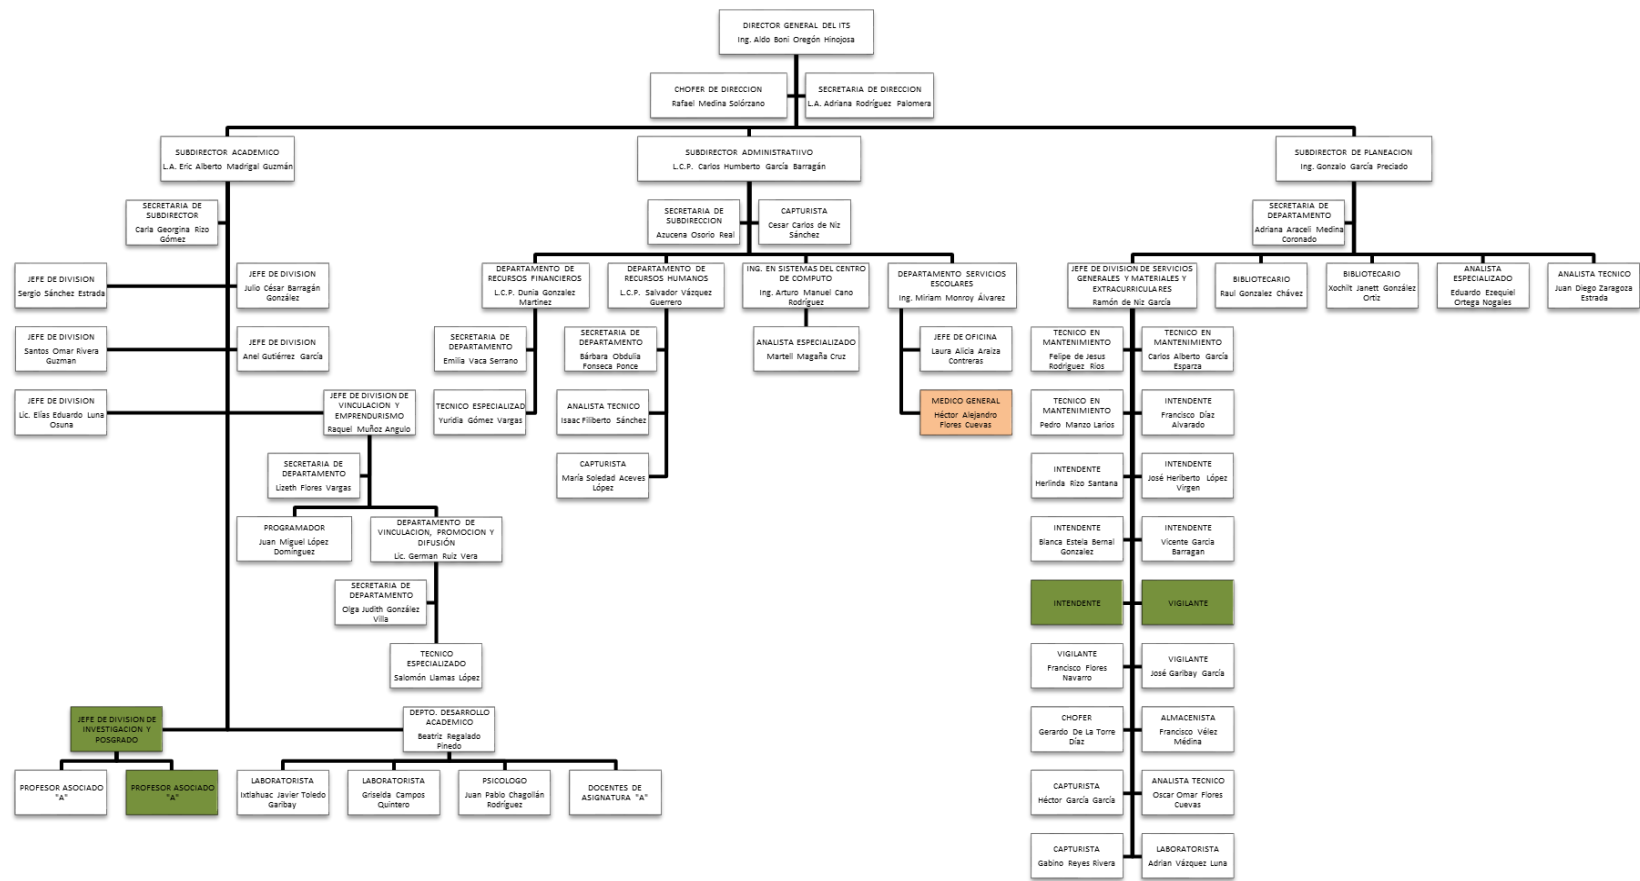 DIRECTOR GENERAL DEL ITS
Ing. Aldo Boni Oregón Hinojosa
CHOFER DE DIRECCION
Rafael Medina Solórzano
SECRETARIA DE DIRECCION
L.A. Adriana Rodríguez Palomera
SUBDIRECTOR ACADEMICO
L.A. Eric Alberto Madrigal Guzmán
SUBDIRECTOR ADMINISTRATIIVO
L.C.P. Carlos Humberto García Barragán
SUBDIRECTOR DE PLANEACION
Ing. Gonzalo García Preciado
SECRETARIA DE
SUBDIRECTOR
Carla Georgina Rizo
Gómez
SECRETARIA DE
SUBDIRECCION
Azucena Osorio Real
CAPTURISTA
Cesar Carlos de Niz
Sánchez
SECRETARIA DE
DEPARTAMENTO
Adriana Araceli Medina
Coronado
JEFE DE DIVISION
Sergio Sánchez Estrada
JEFE DE DIVISION
Julio César Barragán
González
DEPARTAMENTO DE
RECURSOS FINANCIEROS
L.C.P. Dunia Gonzalez
Martinez
DEPARTAMENTO DE
RECURSOS HUMANOS
L.C.P. Salvador Vázquez
Guerrero
ING. EN SISTEMAS DEL CENTRO
DE COMPUTO
Ing. Arturo Manuel Cano
Rodríguez
DEPARTAMENTO SERVICIOS
ESCOLARES
Ing. Miriam Monroy Álvarez
JEFE DE DIVISION DE SERVICIOS
GENERALES Y MATERIALES Y
EXTRACURRICULARES
Ramón de Niz García
BIBLIOTECARIO
Raul Gonzalez Chávez
BIBLIOTECARIO
Xochilt Janett González
Ortiz
ANALISTA
ESPECIALIZADO
Eduardo Ezequiel
Ortega Nogales
ANALISTA TECNICO
Juan Diego Zaragoza
Estrada
JEFE DE DIVISION
Santos Omar Rivera
Guzman
JEFE DE DIVISION
Anel Gutiérrez García
SECRETARIA DE
DEPARTAMENTO
Emilia Vaca Serrano
SECRETARIA DE
DEPARTAMENTO
Bárbara Obdulia
Fonseca Ponce
ANALISTA ESPECIALIZADO
Martell Magaña Cruz
JEFE DE OFICINA
Laura Alicia Araiza
Contreras
TECNICO EN
MANTENIMIENTO
Felipe de Jesus
Rodriguez Rios
TECNICO EN
MANTENIMIENTO
Carlos Alberto García
Esparza
JEFE DE DIVISION
Lic. Elías Eduardo Luna
Osuna
JEFE DE DIVISION DE
VINCULACION Y
EMPRENDURISMO
Raquel Muñoz Angulo
TECNICO ESPECIALIZAD
Yuridia Gómez Vargas
ANALISTA TECNICO
Isaac Filiberto Sánchez
MEDICO GENERAL
Héctor Alejandro
Flores Cuevas
TECNICO EN
MANTENIMIENTO
Pedro Manzo Larios
INTENDENTE
Francisco Díaz
Alvarado
SECRETARIA DE
DEPARTAMENTO
Lizeth Flores Vargas
CAPTURISTA
María Soledad Aceves
López
INTENDENTE
Herlinda Rizo Santana
INTENDENTE
José Heriberto López
Virgen
PROGRAMADOR
Juan Miguel López
Domínguez
DEPARTAMENTO DE
VINCULACION, PROMOCION Y
DIFUSIÓN
Lic. German Ruiz Vera
INTENDENTE
Blanca Estela Bernal
Gonzalez
INTENDENTE
Vicente Garcia
Barragan
SECRETARIA DE
DEPARTAMENTO
Olga Judith González
Villa
INTENDENTE
VIGILANTE
TECNICO
ESPECIALIZADO
Salomón Llamas López
VIGILANTE
Francisco Flores
Navarro
VIGILANTE
José Garibay García
JEFE DE DIVISION DE
INVESTIGACION Y
POSGRADO
DEPTO. DESARROLLO
ACADEMICO
Beatriz Regalado
Pinedo
CHOFER
Gerardo De La Torre
Díaz
ALMACENISTA
Francisco Vélez
Médina
PROFESOR ASOCIADO
"A"
PROFESOR ASOCIADO
"A"
LABORATORISTA
Ixtlahuac Javier Toledo
Garibay
LABORATORISTA
Griselda Campos
Quintero
PSICOLOGO
Juan Pabio Chagollán
Rodríguez
DOCENTES DE
ASIGNATURA "A"
CAPTURISTA
Héctor García García
ANALISTA TECNICO
Oscar Omar Flores
Cuevas
CAPTURISTA
Gabino Reyes Rivera
LABORATORISTA
Adrian Vázquez Luna